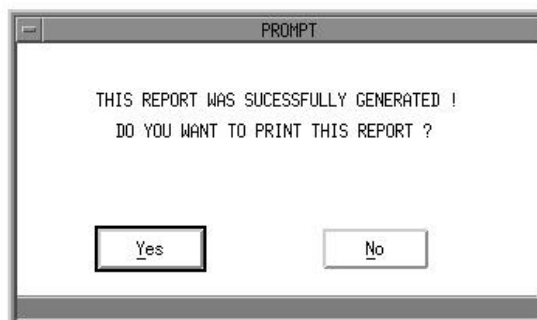 PROMPT
THIS REPORT WAS SUCESSFULLY GENERATED !
DO YOU WANT TO PRINT THIS REPORT ?
Yes No